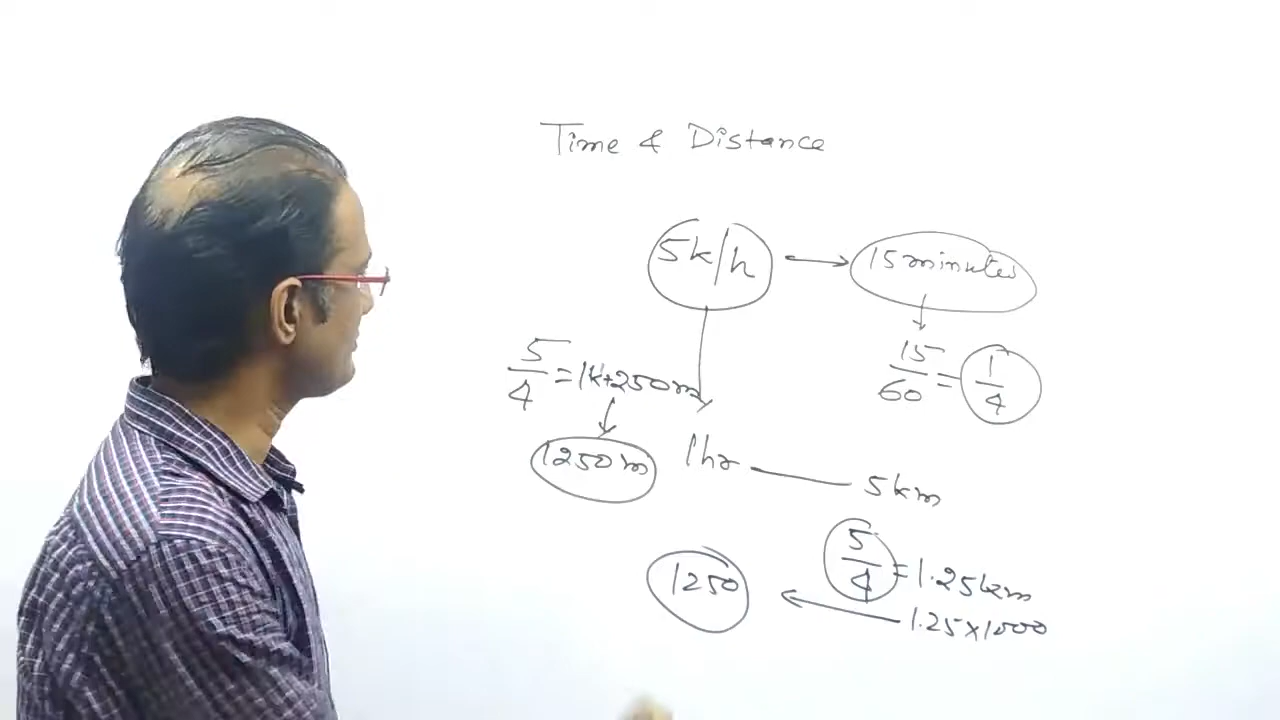 Time & Distance
5k/h → 15 minutes
15/60 = 1/4
5/4 = 1k+250m
1250m
1hr — 5km
5/4 = 1.25km
1.25×1000
1250